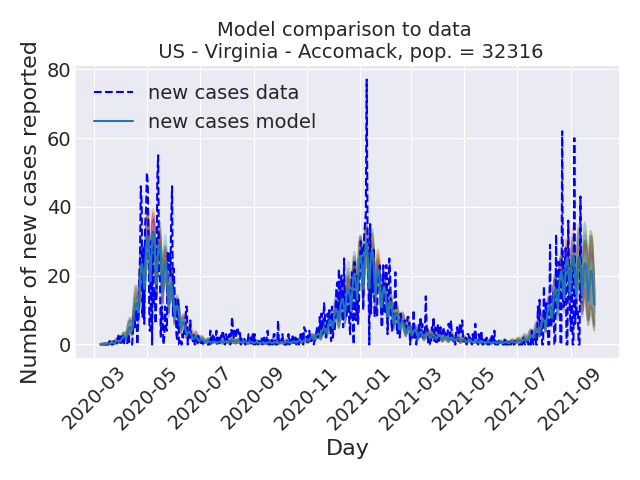 Model comparison to data
US - Virginia - Accomack, pop. = 32316
Number of new cases reported
80
60
40
20
0
new cases data
new cases model
2020-03
2020-05
2020-07
2020-09
2020-11
2021-01
2021-03
2021-05
2021-07
2021-09
Day